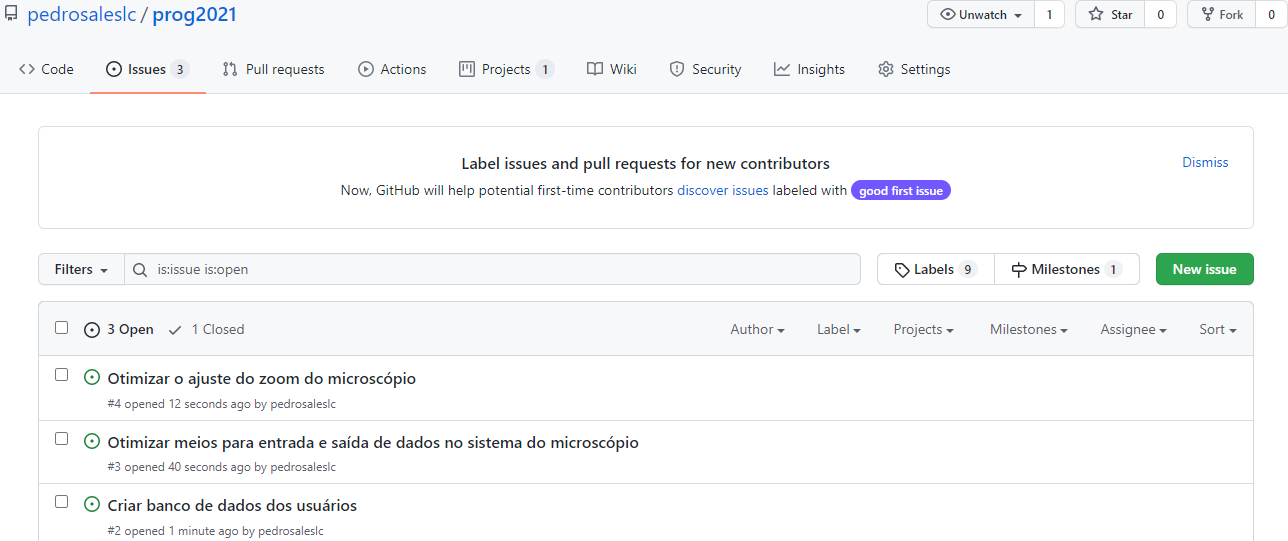 pedrosaleslc / prog2021
Unwatch 1 Star 0 Fork 0
Code Issues 3 Pull requests Actions Projects 1 Wiki Security Insights Settings
Label issues and pull requests for new contributors
Dismiss
Now, GitHub will help potential first-time contributors discover issues labeled with good first issue
Filters is:issue is:open Labels 9 Milestones 1 New issue
3 Open 1 Closed Author Label Projects Milestones Assignee Sort
Otimizar o ajuste do zoom do microscópio
#4 opened 12 seconds ago by pedrosaleslc
Otimizar meios para entrada e saída de dados no sistema do microscópio
#3 opened 40 seconds ago by pedrosaleslc
Criar banco de dados dos usuários
#2 opened 1 minute ago by pedrosaleslc